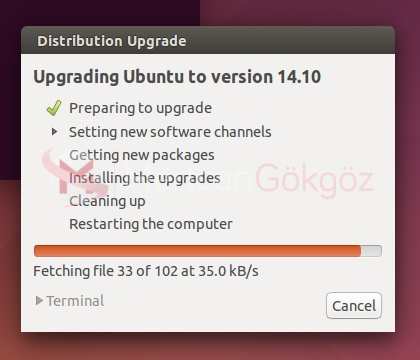 Distribution Upgrade
Upgrading Ubuntu to version 14.10
Preparing to upgrade
Setting new software channels
Getting new packages
Installing the upgrades
Gökgöz
Cleaning up
Restarting the computer
Fetching file 33 of 102 at 35.0 kB/s
Terminal
Cancel